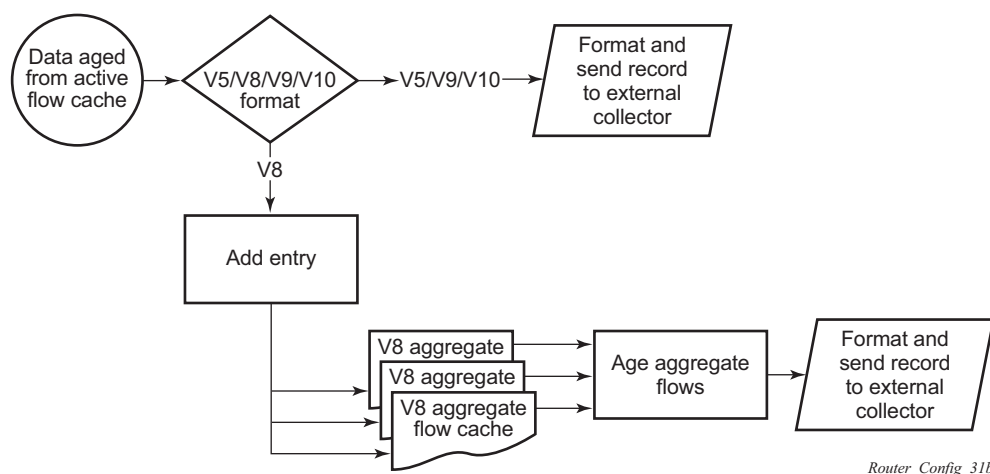 Data aged
from active
flow cache
V5/V8/V9/V10
format
V5/V9/V10
Format and
send record
to external
collector
V8
Add entry
V8 aggregate
V8 aggregate
V8 aggregate
flow cache
Age aggregate
flows
Format and
send record
to external
collector
Router_Config_31b